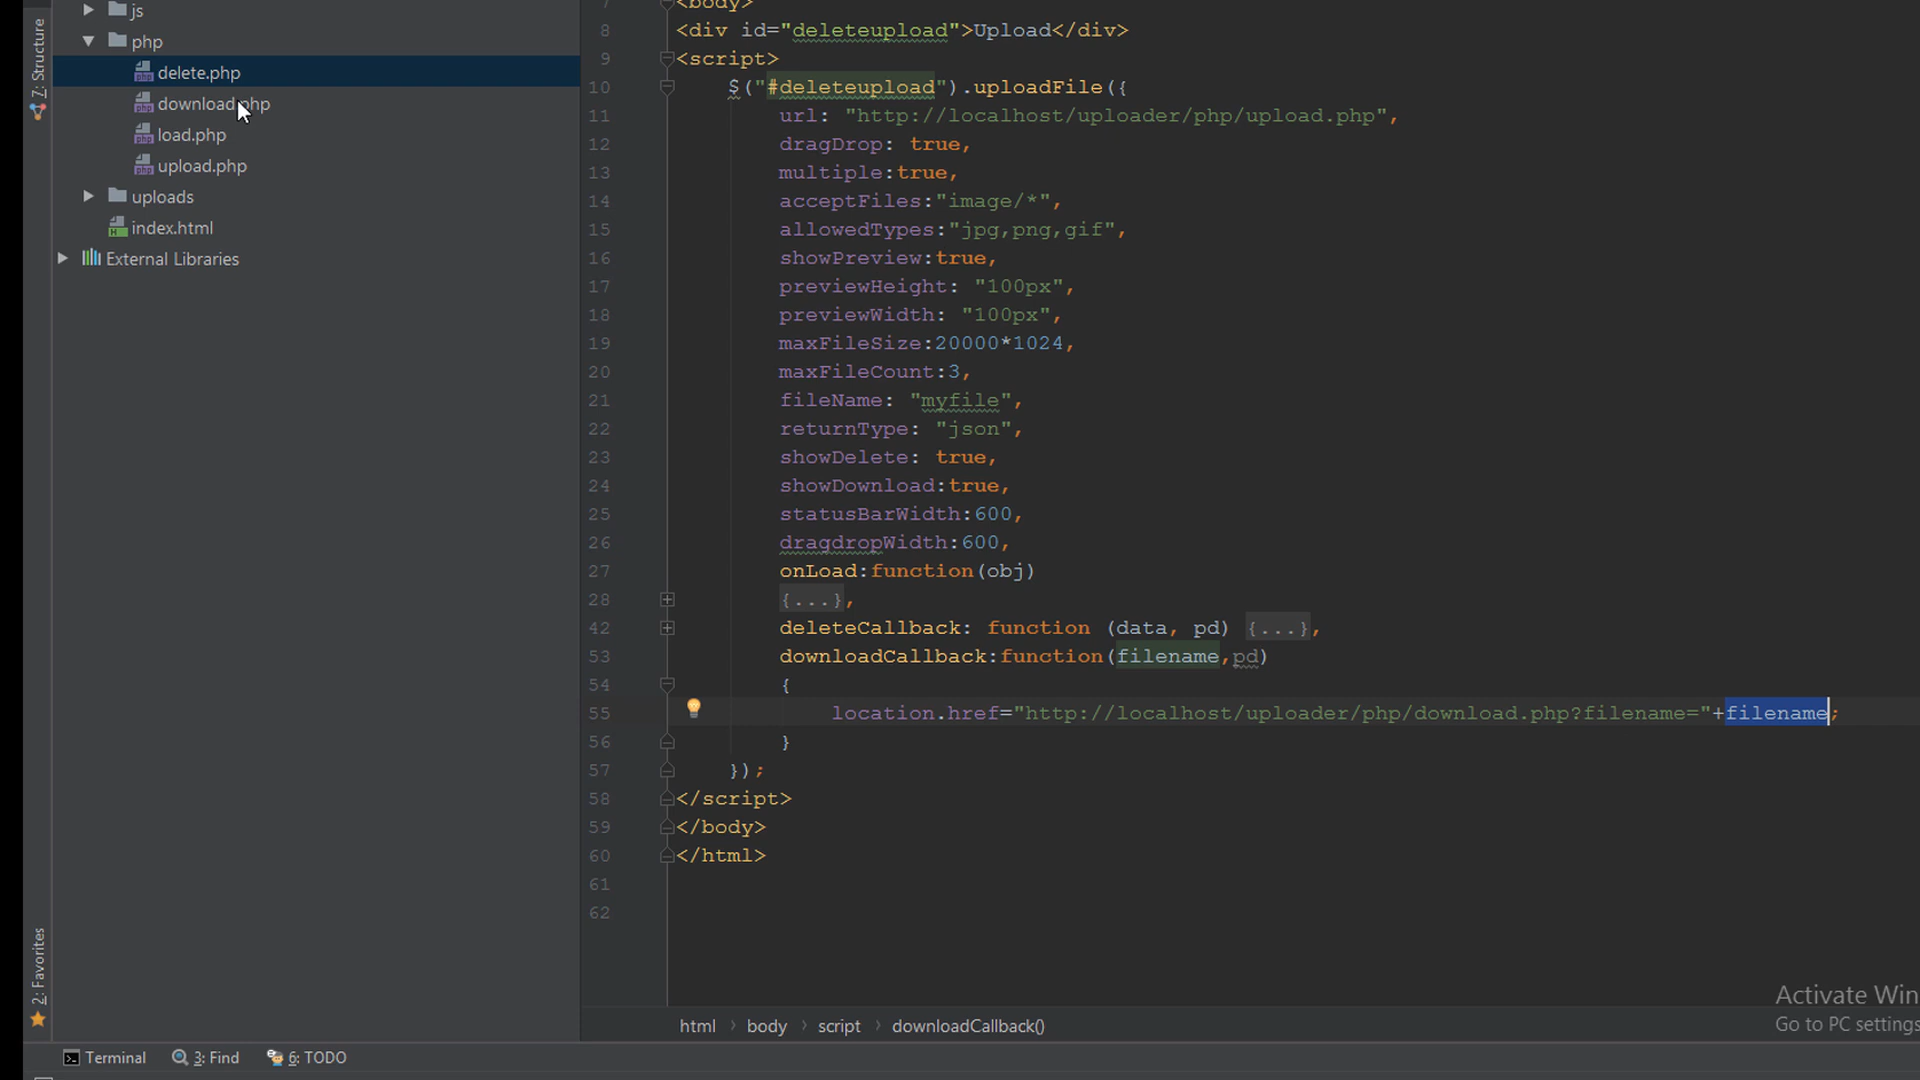 js
php
delete.php
download.php
load.php
upload.php
uploads
index.html
External Libraries
7: Structure
2: Favorites
7 <body>
8 <div id="deleteupload">Upload</div>
9 <script>
10 $("#deleteupload").uploadFile({
11 url: "http://localhost/uploader/php/upload.php",
12 dragDrop: true,
13 multiple:true,
14 acceptFiles:"image/*",
15 allowedTypes:"jpg,png,gif",
16 showPreview:true,
17 previewHeight: "100px",
18 previewWidth: "100px",
19 maxFileSize:20000*1024,
20 maxFileCount:3,
21 fileName: "myfile",
22 returnType: "json",
23 showDelete: true,
24 showDownload:true,
25 statusBarWidth:600,
26 dragdropWidth:600,
27 onLoad:function(obj)
28 {...},
42 deleteCallback: function (data, pd) {...},
53 downloadCallback:function(filename,pd)
54 {
55 location.href="http://localhost/uploader/php/download.php?filename="+filename;
56 }
57 });
58 </script>
59 </body>
60 </html>
61
62
Activate Win
Go to PC settings
html > body > script > downloadCallback()
Terminal 3: Find 6: TODO